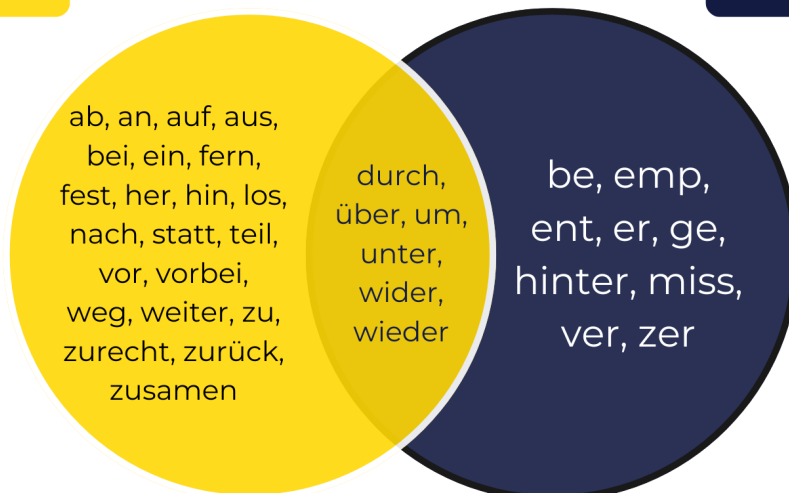 ab, an, auf, aus,
bei, ein, fern,
fest, her, hin, los,
nach, statt, teil,
vor, vorbei,
weg, weiter, zu,
zurecht, zurück,
zusamen
durch,
über, um,
unter,
wider,
wieder
be, emp,
ent, er, ge,
hinter, miss,
ver, zer